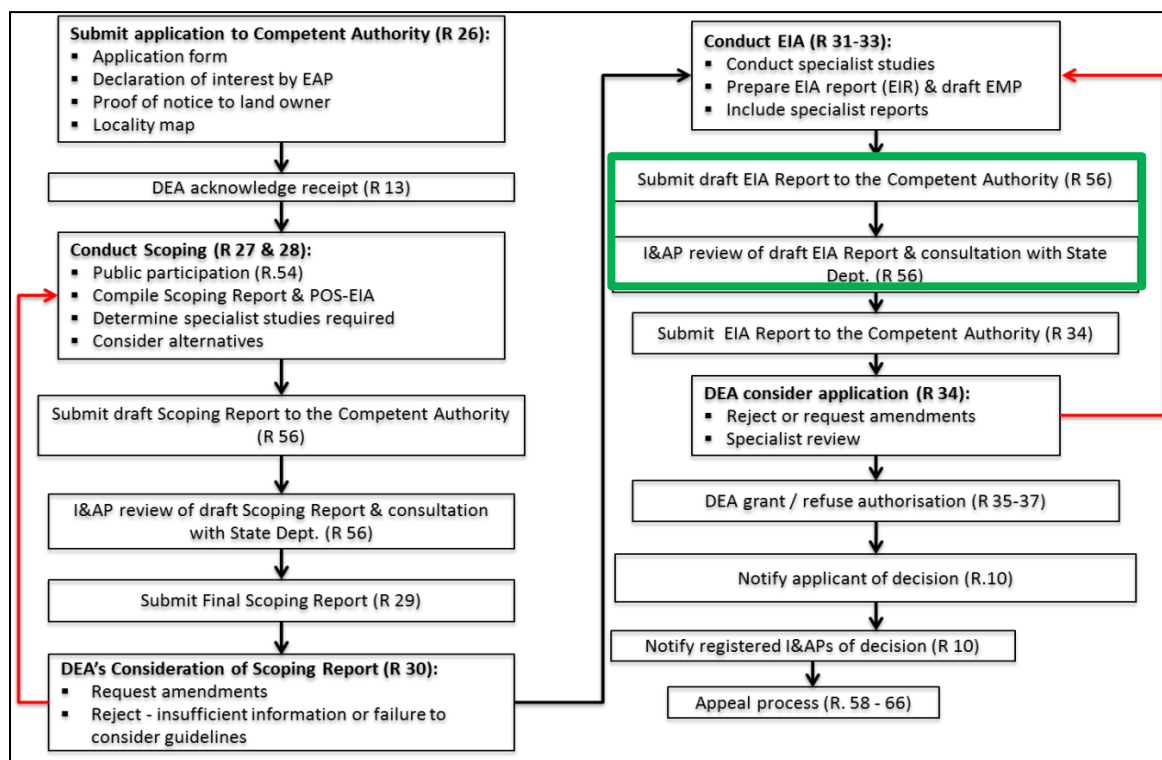 Submit application to Competent Authority (R 26):
▪ Application form
▪ Declaration of interest by EAP
▪ Proof of notice to land owner
▪ Locality map
DEA acknowledge receipt (R 13)
Conduct Scoping (R 27 & 28):
▪ Public participation (R.54)
▪ Compile Scoping Report & POS-EIA
▪ Determine specialist studies required
▪ Consider alternatives
Submit draft Scoping Report to the Competent Authority
(R 56)
I&AP review of draft Scoping Report & consultation
with State Dept. (R 56)
Submit Final Scoping Report (R 29)
DEA's Consideration of Scoping Report (R 30):
▪ Request amendments
▪ Reject - insufficient information or failure to
consider guidelines
Conduct EIA (R 31-33):
▪ Conduct specialist studies
▪ Prepare EIA report (EIR) & draft EMP
▪ Include specialist reports
Submit draft EIA Report to the Competent Authority (R 56)
I&AP review of draft EIA Report & consultation with State
Dept. (R 56)
Submit EIA Report to the Competent Authority (R 34)
DEA consider application (R 34):
▪ Reject or request amendments
▪ Specialist review
DEA grant / refuse authorisation (R 35-37)
Notify applicant of decision (R.10)
Notify registered I&APs of decision (R 10)
Appeal process (R. 58 - 66)